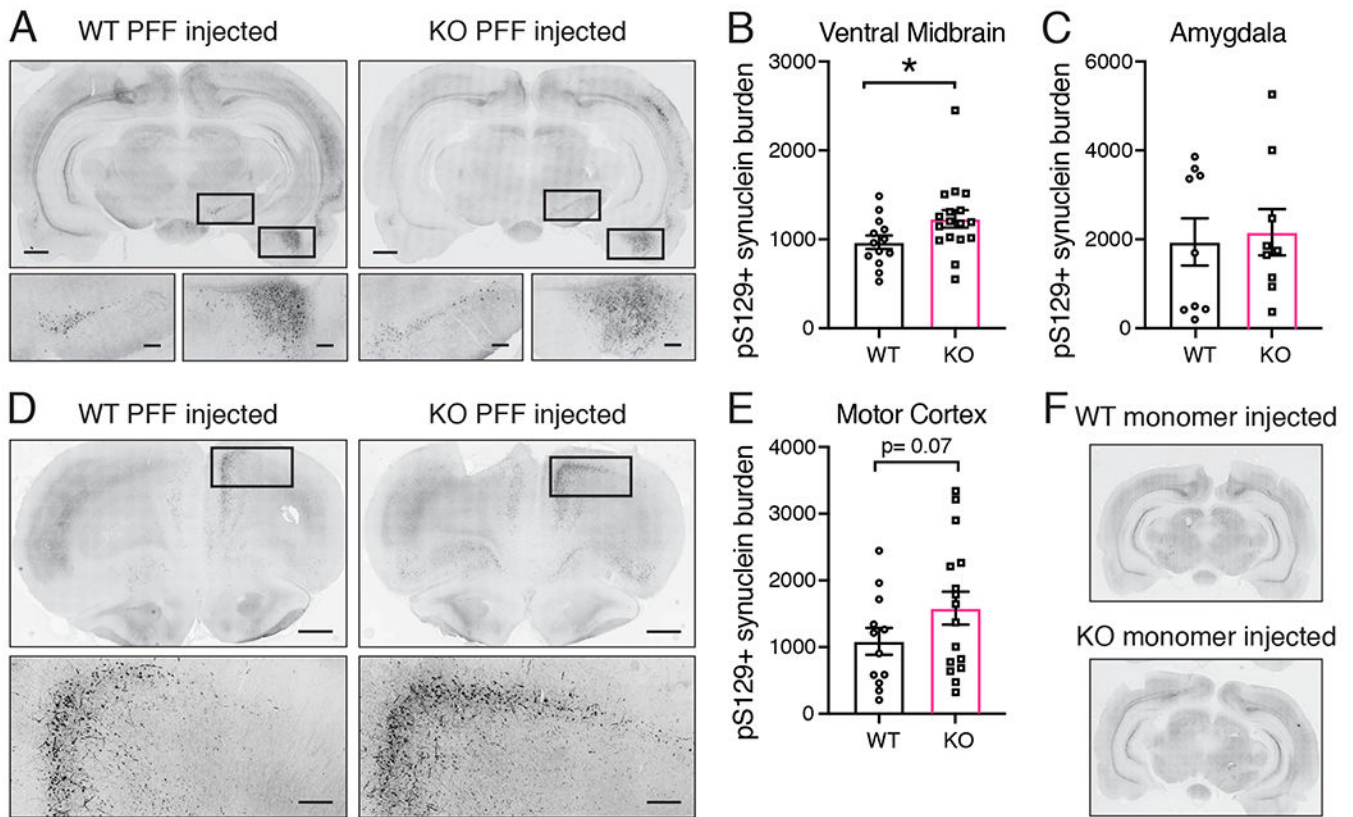 A
WT PFF injected
KO PFF injected
B
Ventral Midbrain
pS129+ synuclein burden
3000
2000
1000
0
*
WT
KO
C
Amygdala
pS129+ synuclein burden
6000
4000
2000
0
WT
KO
D
WT PFF injected
KO PFF injected
E
Motor Cortex
p= 0.07
pS129+ synuclein burden
4000
3000
2000
1000
0
WT
KO
F
WT monomer injected
KO monomer injected